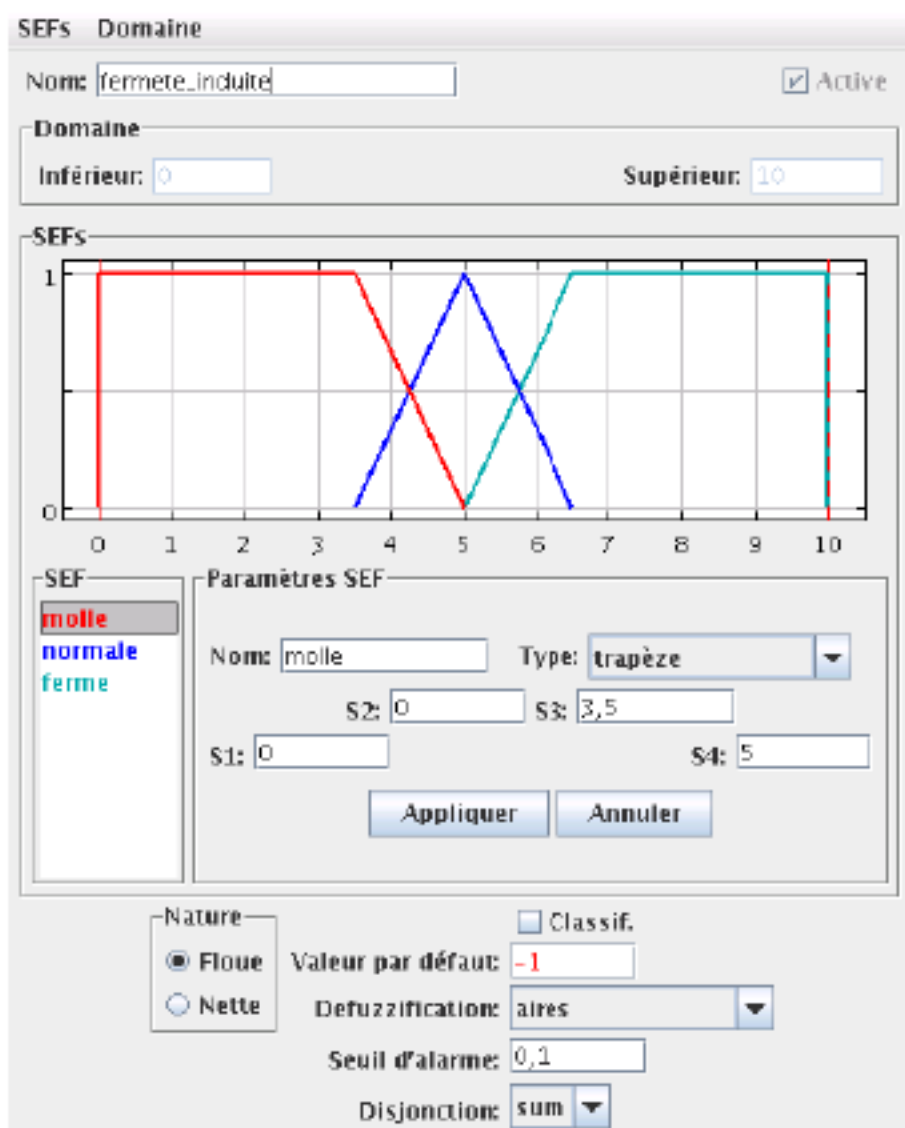 SEFs Domaine
Nom: fermete_induite Active
Domaine
Inférieur: 0 Supérieur: 10
SEFs
1
0
0 1 2 3 4 5 6 7 8 9 10
SEF Paramètres SEF
molle
normale
ferme
Nom: molle Type: trapèze
S2: 0 S3: 3,5
S1: 0 S4: 5
Appliquer Annuler
Nature
Classif.
Floue Valeur par défaut: -1
Nette Defuzzification: aires
Seuil d'alarme: 0,1
Disjonction: sum